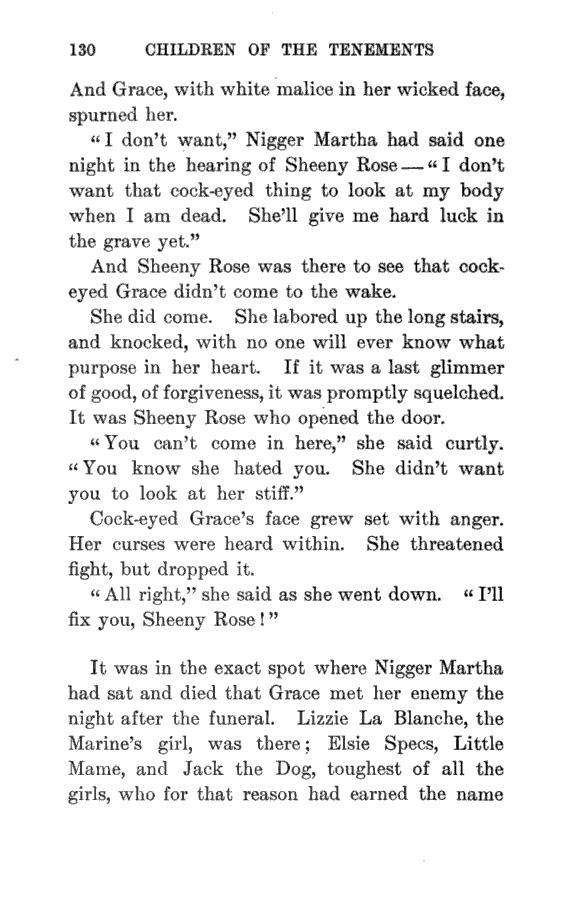 130 CHILDREN OF THE TENEMENTS
And Grace, with white malice in her wicked face,
spurned her.
“I don’t want,” Nigger Martha had said one
night in the hearing of Sheeny Rose — “I don’t
want that cock-eyed thing to look at my body
when I am dead. She’ll give me hard luck in
the grave yet.”
And Sheeny Rose was there to see that cock-
eyed Grace didn’t come to the wake.
She did come. She labored up the long stairs,
and knocked, with no one will ever know what
purpose in her heart. If it was a last glimmer
of good, of forgiveness, it was promptly squelched.
It was Sheeny Rose who opened the door.
“You can’t come in here,” she said curtly.
“You know she hated you. She didn’t want
you to look at her stiff.”
Cock-eyed Grace’s face grew set with anger.
Her curses were heard within. She threatened
fight, but dropped it.
“All right,” she said as she went down. “I’ll
fix you, Sheeny Rose!”
It was in the exact spot where Nigger Martha
had sat and died that Grace met her enemy the
night after the funeral. Lizzie La Blanche, the
Marine’s girl, was there; Elsie Specs, Little
Mame, and Jack the Dog, toughest of all the
girls, who for that reason had earned the name